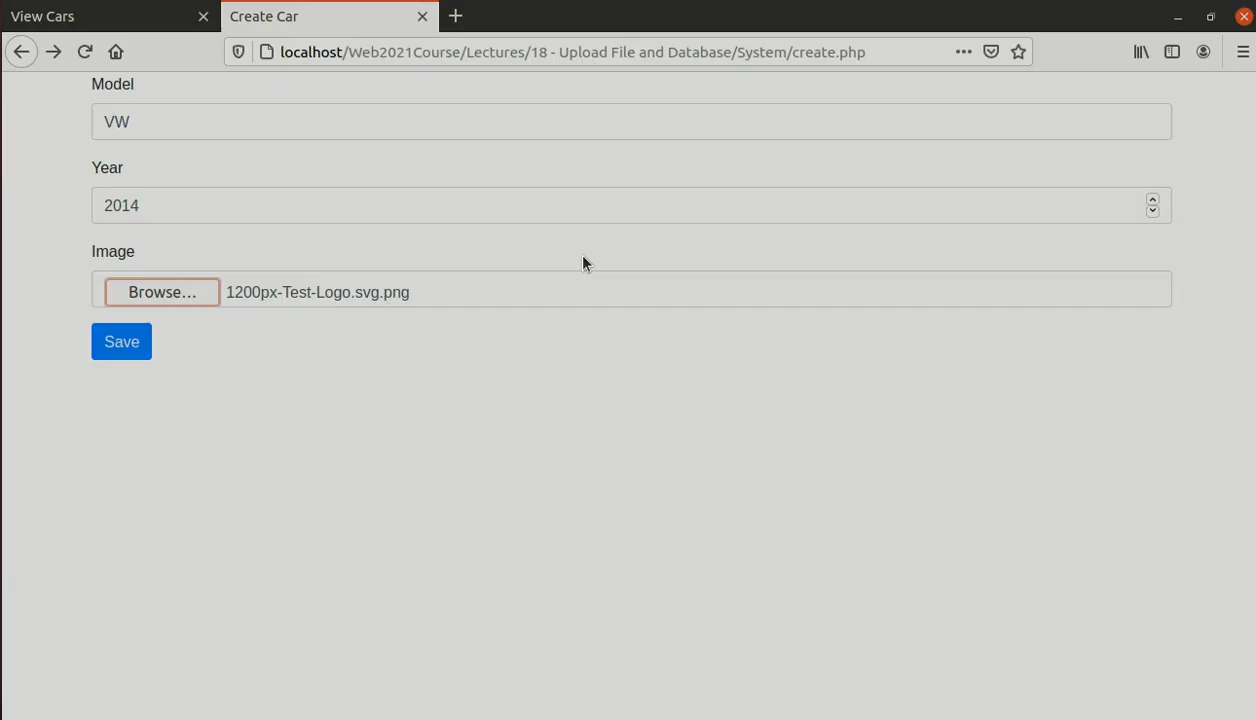 View Cars
Create Car
localhost/Web2021Course/Lectures/18 - Upload File and Database/System/create.php
Model
VW
Year
2014
Image
Browse... 1200px-Test-Logo.svg.png
Save